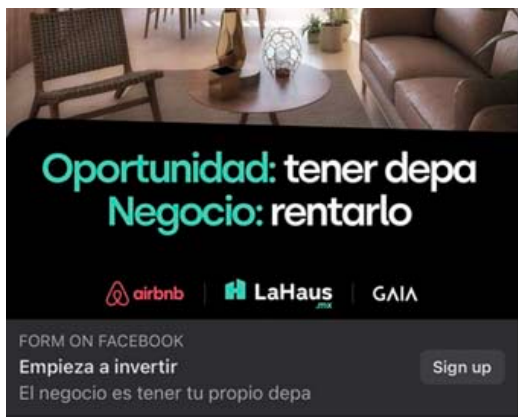 Oportunidad: tener depa
Negocio: rentarlo
airbnb
LaHaus
.mx
GAIA
FORM ON FACEBOOK
Empieza a invertir
Sign up
El negocio es tener tu propio depa